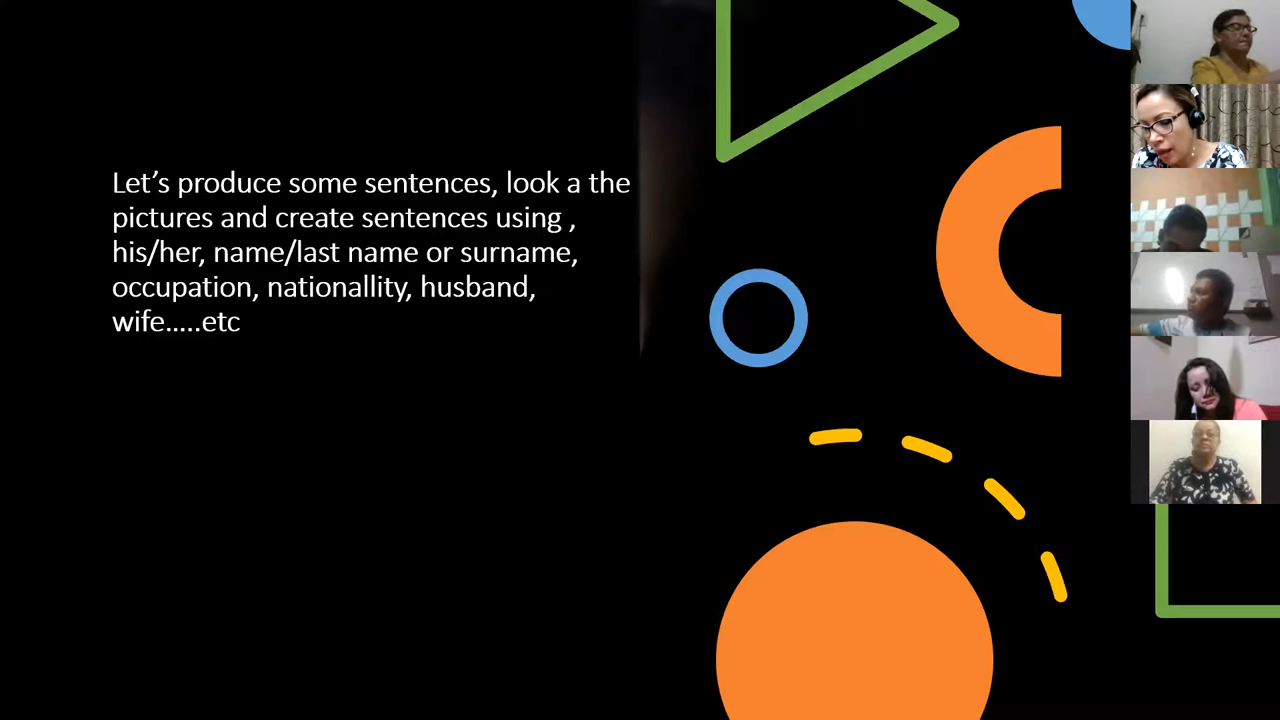 Let's produce some sentences, look a the
pictures and create sentences using ,
his/her, name/last name or surname,
occupation, nationallity, husband,
wife.....etc